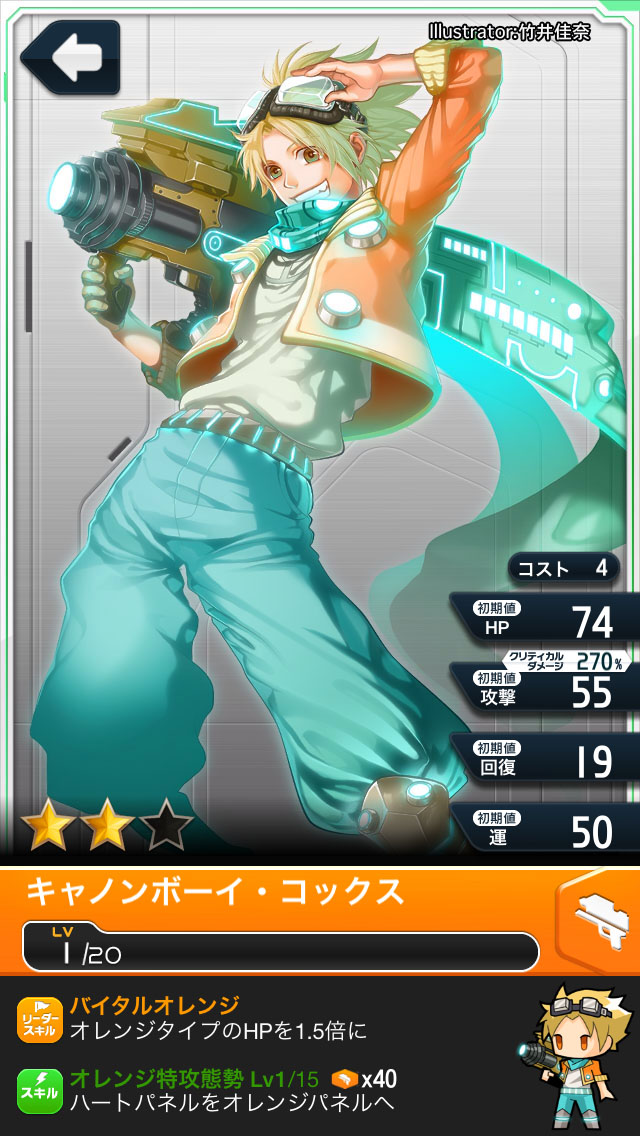 Illustrator:竹井佳奈
コスト 4
初期値
HP 74
クリティカル
ダメージ 270%
初期値
攻撃 55
初期値
回復 19
初期値
運 50
キャノンボーイ・コックス
LV
1/20
リーダー
スキル
バイタルオレンジ
オレンジタイプのHPを1.5倍に
スキル
オレンジ特攻態勢 Lv1/15 x40
ハートパネルをオレンジパネルへ